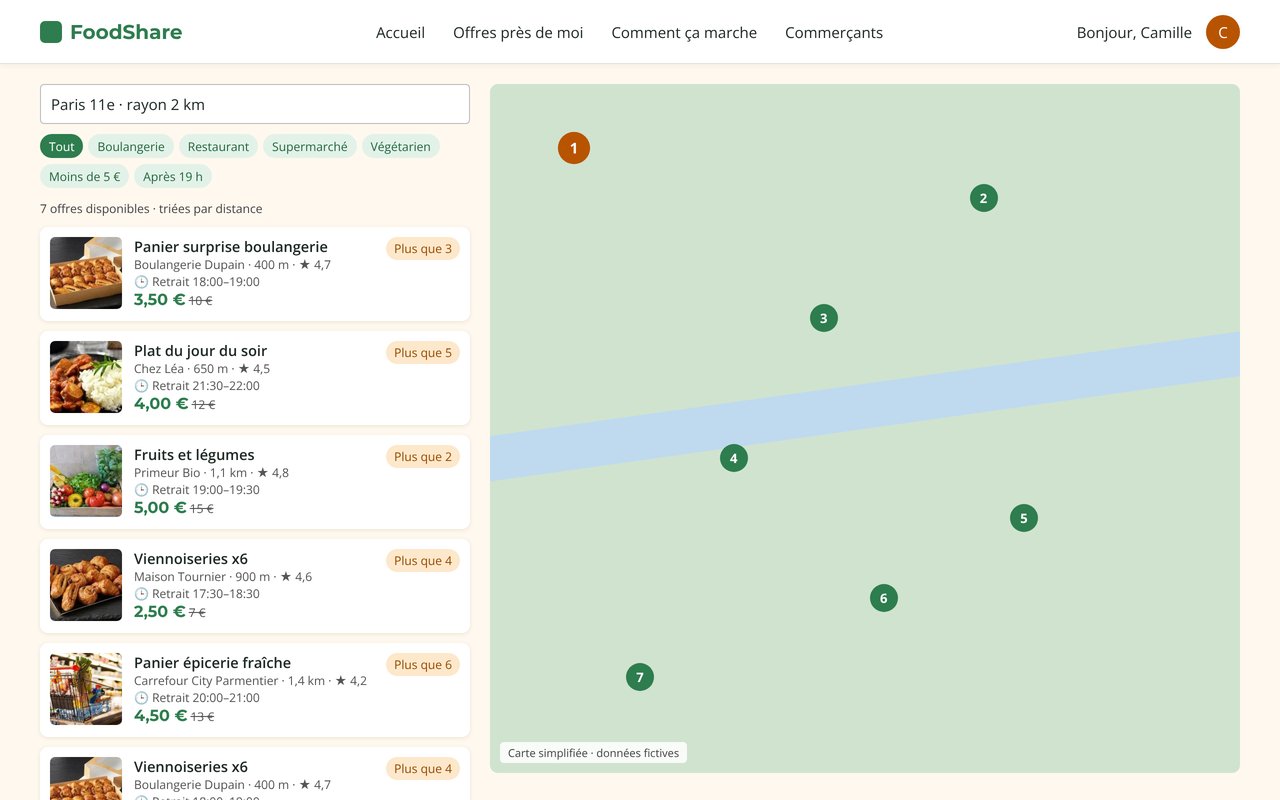 FoodShare
Accueil
Offres près de moi
Comment ça marche
Commerçants
Bonjour, Camille
C
Paris 11e · rayon 2 km
Tout
Boulangerie
Restaurant
Supermarché
Végétarien
Moins de 5 €
Après 19 h
7 offres disponibles · triées par distance
Panier surprise boulangerie
Plus que 3
Boulangerie Dupain · 400 m · ★ 4,7
🕒 Retrait 18:00–19:00
3,50 € 10 €
Plat du jour du soir
Plus que 5
Chez Léa · 650 m · ★ 4,5
🕒 Retrait 21:30–22:00
4,00 € 12 €
Fruits et légumes
Plus que 2
Primeur Bio · 1,1 km · ★ 4,8
🕒 Retrait 19:00–19:30
5,00 € 15 €
Viennoiseries x6
Plus que 4
Maison Tournier · 900 m · ★ 4,6
🕒 Retrait 17:30–18:30
2,50 € 7 €
Panier épicerie fraîche
Plus que 6
Carrefour City Parmentier · 1,4 km · ★ 4,2
🕒 Retrait 20:00–21:00
4,50 € 13 €
Viennoiseries x6
Plus que 4
Boulangerie Dupain · 400 m · ★ 4,7
1
2
3
4
5
6
7
Carte simplifiée · données fictives